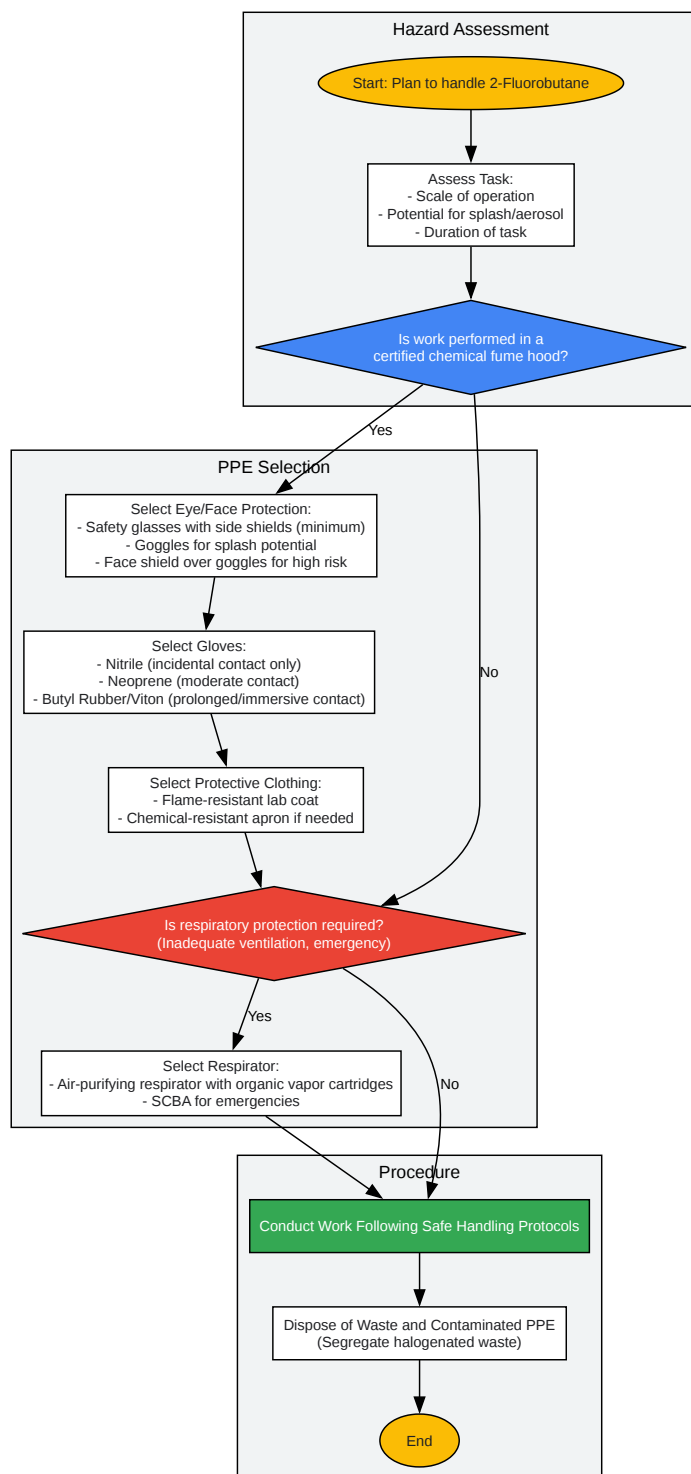 Hazard Assessment
Start: Plan to handle 2-Fluorobutane
Assess Task:
- Scale of operation
- Potential for splash/aerosol
- Duration of task
Is work performed in a
certified chemical fume hood?
Yes
PPE Selection
Select Eye/Face Protection:
- Safety glasses with side shields (minimum)
- Goggles for splash potential
- Face shield over goggles for high risk
Select Gloves:
- Nitrile (incidental contact only)
- Neoprene (moderate contact)
- Butyl Rubber/Viton (prolonged/immersive contact)
No
Select Protective Clothing:
- Flame-resistant lab coat
- Chemical-resistant apron if needed
Is respiratory protection required?
(Inadequate ventilation, emergency)
Yes
Select Respirator:
- Air-purifying respirator with organic vapor cartridges
- SCBA for emergencies
No
Procedure
Conduct Work Following Safe Handling Protocols
Dispose of Waste and Contaminated PPE
(Segregate halogenated waste)
End